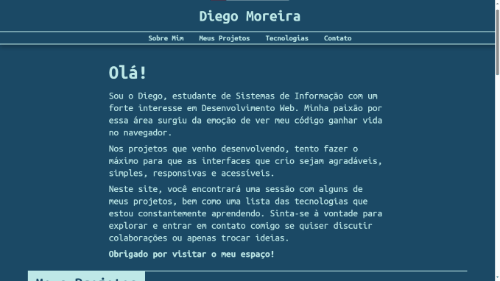 Diego Moreira
Sobre Mim Meus Projetos Tecnologias Contato
Olá!
Sou o Diego, estudante de Sistemas de Informação com um
forte interesse em Desenvolvimento Web. Minha paixão por
essa área surgiu da emoção de ver meu código ganhar vida
no navegador.
Nos projetos que venho desenvolvendo, tento fazer o
máximo para que as interfaces que crio sejam agradáveis,
simples, responsivas e acessíveis.
Neste site, você encontrará uma sessão com alguns de
meus projetos, bem como uma lista das tecnologias que
estou constantemente aprendendo. Sinta-se à vontade para
explorar e entrar em contato comigo se quiser discutir
colaborações ou apenas trocar ideias.
Obrigado por visitar o meu espaço!